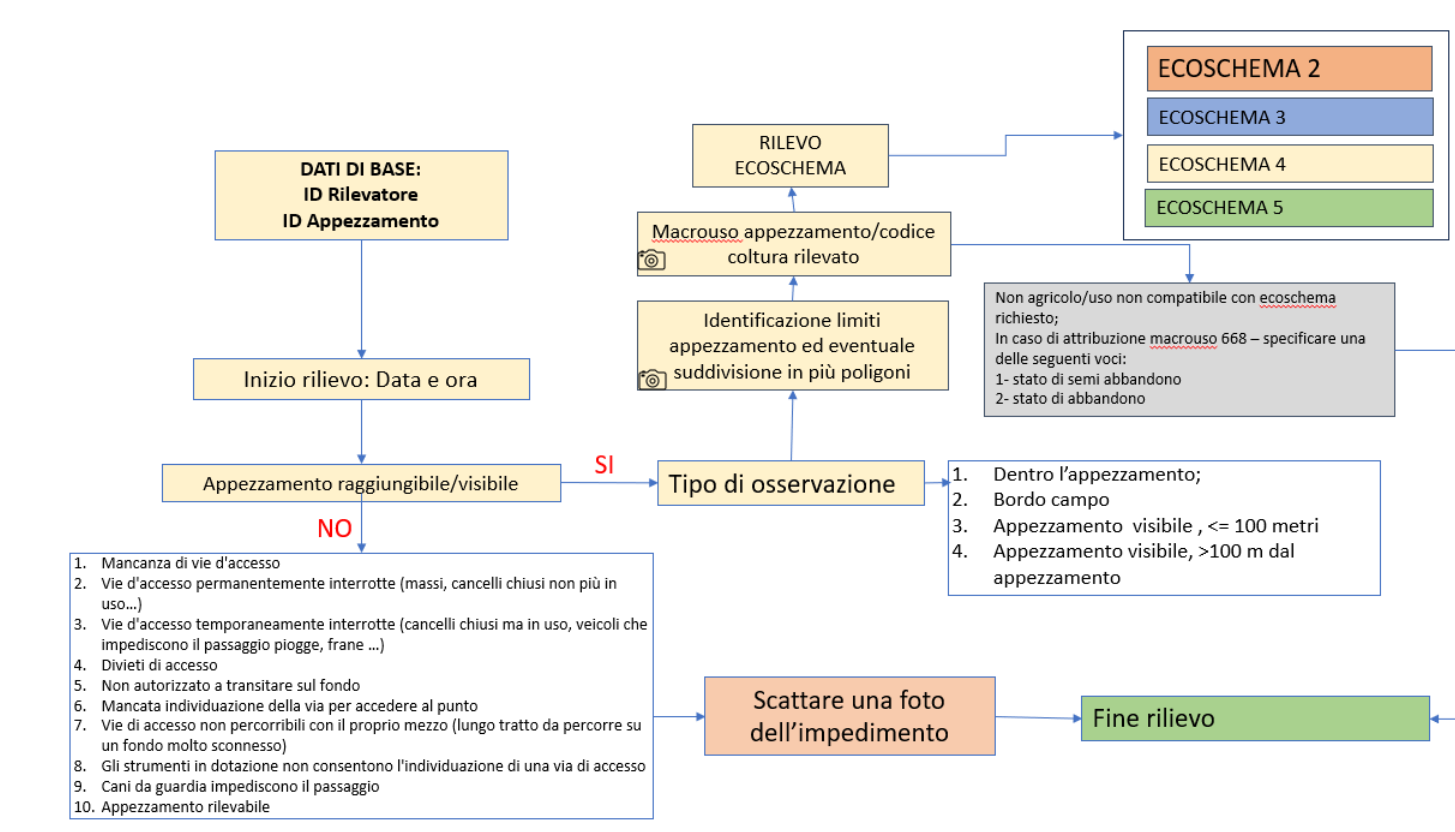 DATI DI BASE:
ID Rilevatore
ID Appezzamento
Inizio rilievo: Data e ora
Appezzamento raggiungibile/visibile
SI
NO
1. Mancanza di vie d'accesso
2. Vie d'accesso permanentemente interrotte (massi, cancelli chiusi non più in
uso…)
3. Vie d'accesso temporaneamente interrotte (cancelli chiusi ma in uso, veicoli che
impediscono il passaggio piogge, frane …)
4. Divieti di accesso
5. Non autorizzato a transitare sul fondo
6. Mancata individuazione della via per accedere al punto
7. Vie di accesso non percorribili con il proprio mezzo (lungo tratto da percorre su
un fondo molto sconnesso)
8. Gli strumenti in dotazione non consentono l'individuazione di una via di accesso
9. Cani da guardia impediscono il passaggio
10. Appezzamento rilevabile
Scattare una foto
dell’impedimento
Fine rilievo
Tipo di osservazione
1. Dentro l’appezzamento;
2. Bordo campo
3. Appezzamento visibile , <= 100 metri
4. Appezzamento visibile, >100 m dal
appezzamento
Identificazione limiti
appezzamento ed eventuale
suddivisione in più poligoni
Macrouso appezzamento/codice
coltura rilevato
RILEVO
ECOSCHEMA
ECOSCHEMA 2
ECOSCHEMA 3
ECOSCHEMA 4
ECOSCHEMA 5
Non agricolo/uso non compatibile con ecoschema
richiesto;
In caso di attribuzione macrouso 668 – specificare una
delle seguenti voci:
1- stato di semi abbandono
2- stato di abbandono